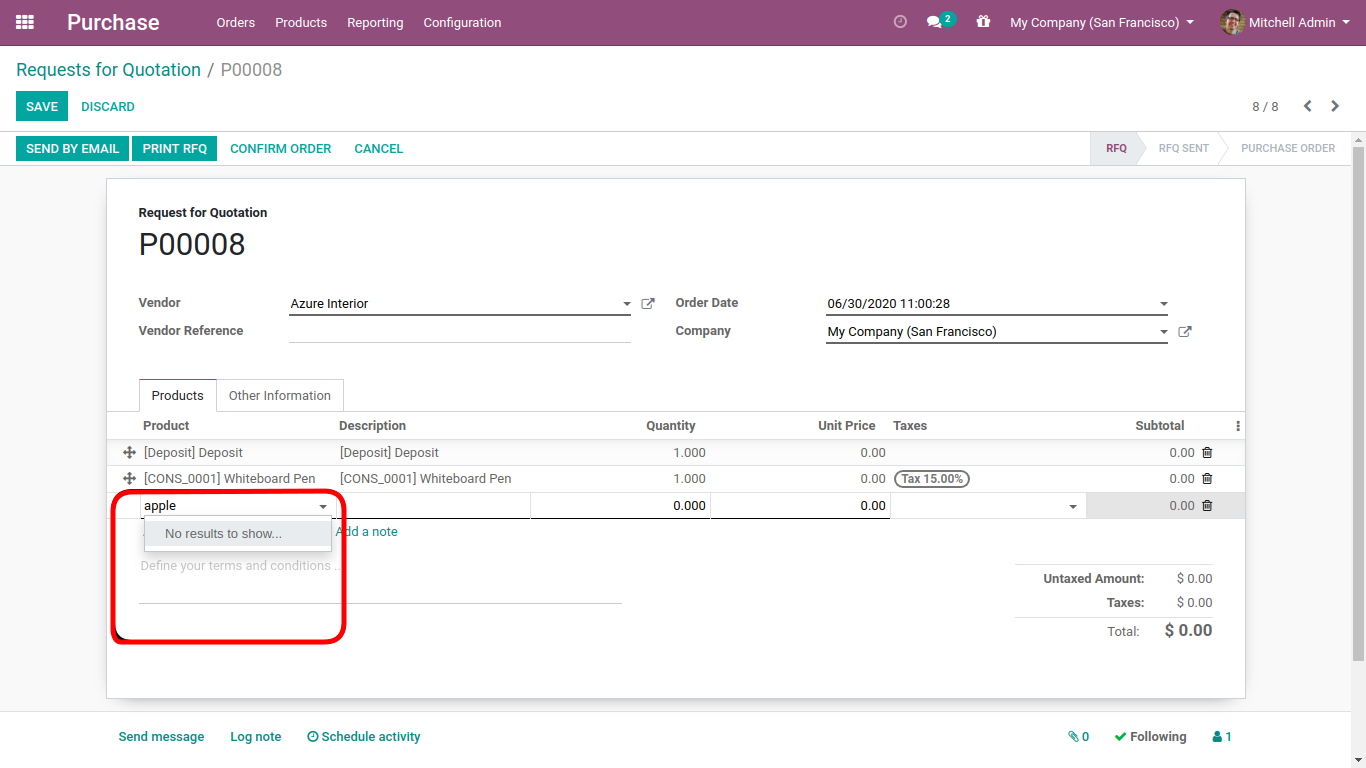 Purchase Orders Products Reporting Configuration 2 My Company (San Francisco) Mitchell Admin
Requests for Quotation / P00008
SAVE DISCARD 8 / 8
SEND BY EMAIL PRINT RFQ CONFIRM ORDER CANCEL RFQ RFQ SENT PURCHASE ORDER
Request for Quotation
P00008
Vendor Azure Interior Order Date 06/30/2020 11:00:28
Vendor Reference Company My Company (San Francisco)
Products Other Information
Product Description Quantity Unit Price Taxes Subtotal
[Deposit] Deposit [Deposit] Deposit 1.000 0.00 0.00
[CONS_0001] Whiteboard Pen [CONS_0001] Whiteboard Pen 1.000 0.00 Tax 15.00% 0.00
apple 0.000 0.00 0.00
No results to show... Add a note
Define your terms and conditions ...
Untaxed Amount: $ 0.00
Taxes: $ 0.00
Total: $ 0.00
Send message Log note Schedule activity 0 Following 1